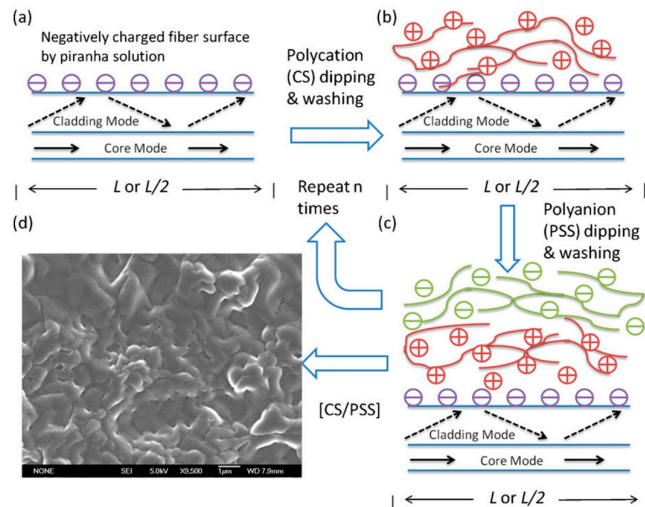 (a)
Negatively charged fiber surface
by piranha solution
Cladding Mode
Core Mode
L or L/2
Polycation
(CS) dipping
& washing
(b)
Cladding Mode
Core Mode
L or L/2
Repeat n
times
Polyanion
(PSS) dipping
& washing
(c)
Cladding Mode
Core Mode
L or L/2
[CS/PSS]
(d)
NONE SEI 5.0kV X9,500 1μm WD 7.9mm